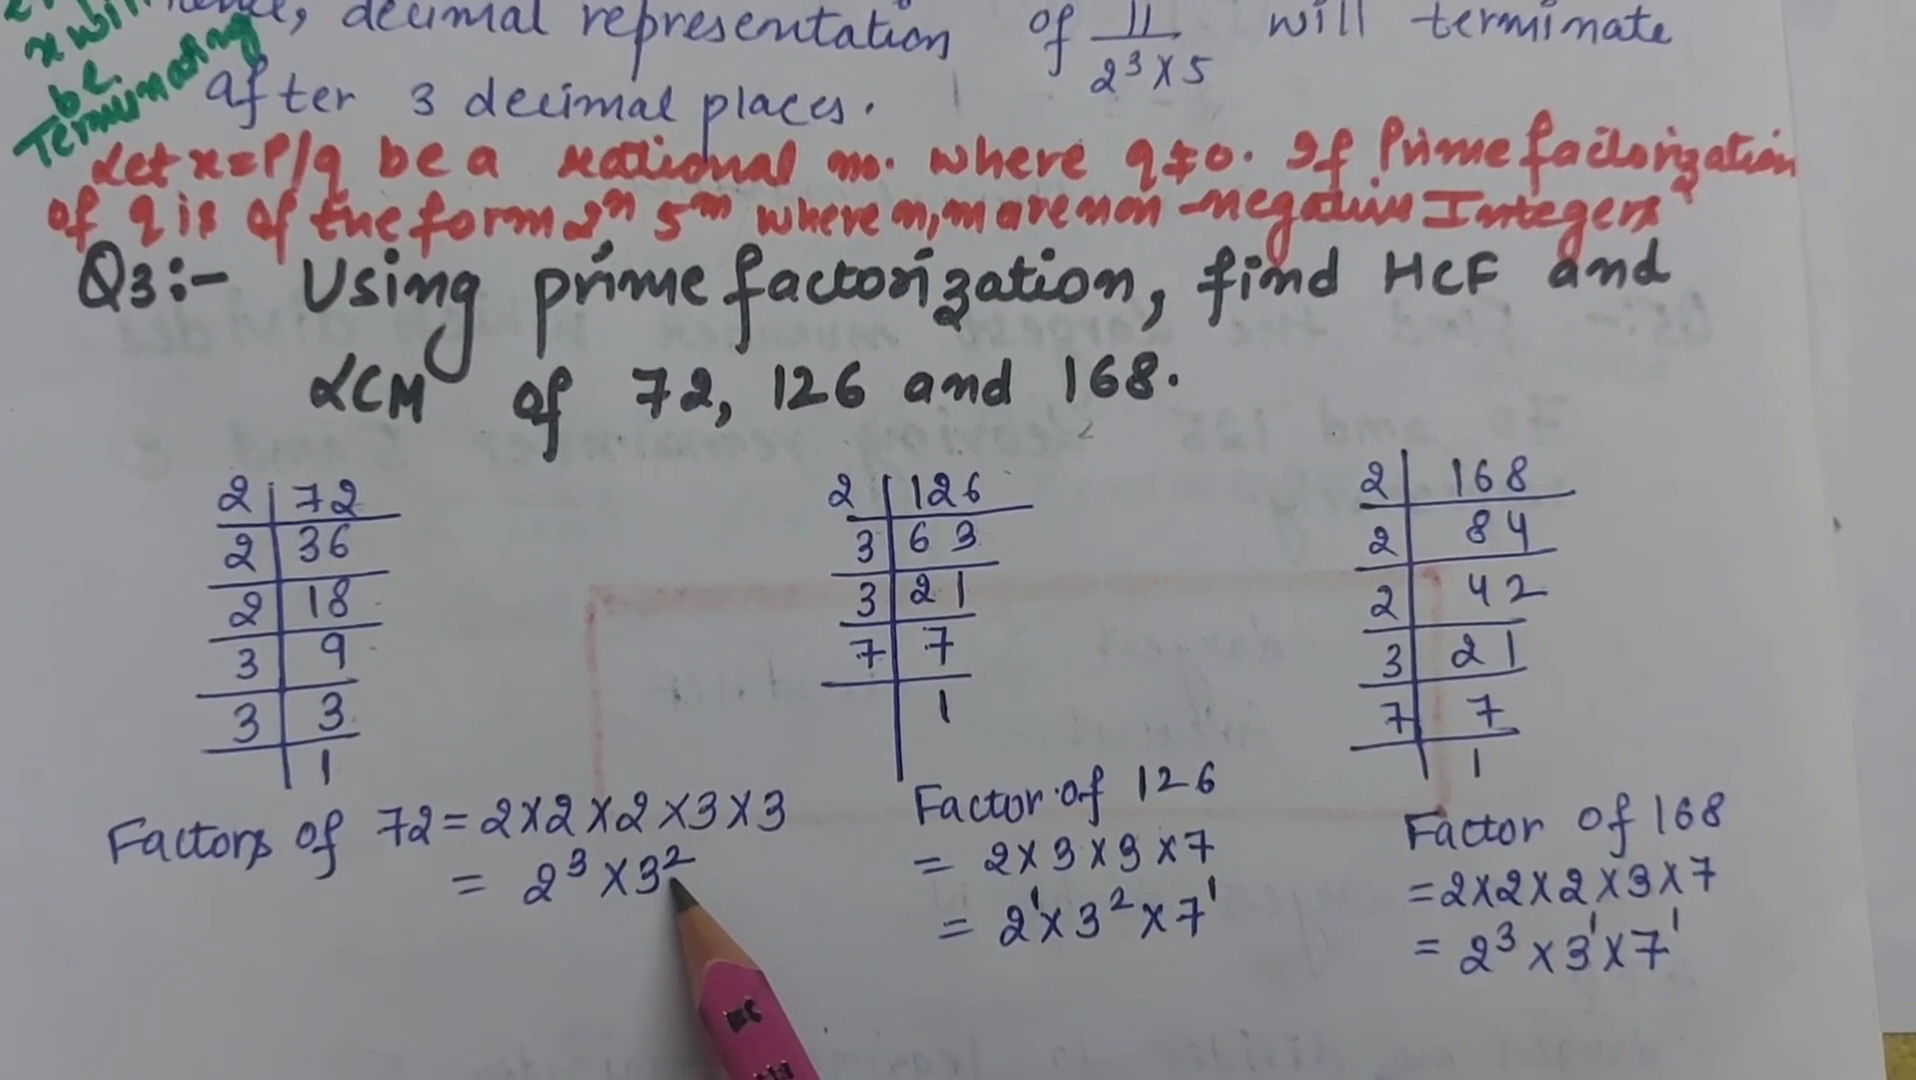 x will
be
Terminating
, decimal representation of 11 / 2³ × 5 will terminate
after 3 decimal places.
Let x = P/q be a rational no. where q ≠ 0. If Prime factorization
of q is of the form 2ⁿ 5ᵐ where n, m are non-negative Integers
Q3:- Using prime factorization, find HCF and
LCM of 72, 126 and 168.
2 | 72
2 | 36
2 | 18
3 | 9
3 | 3
1
Factors of 72 = 2×2×2×3×3
= 2³ × 3²
2 | 126
3 | 63
3 | 21
7 | 7
1
Factor of 126
= 2×3×3×7
= 2¹×3²×7¹
2 | 168
2 | 84
2 | 42
3 | 21
7 | 7
1
Factor of 168
= 2×2×2×3×7
= 2³×3¹×7¹